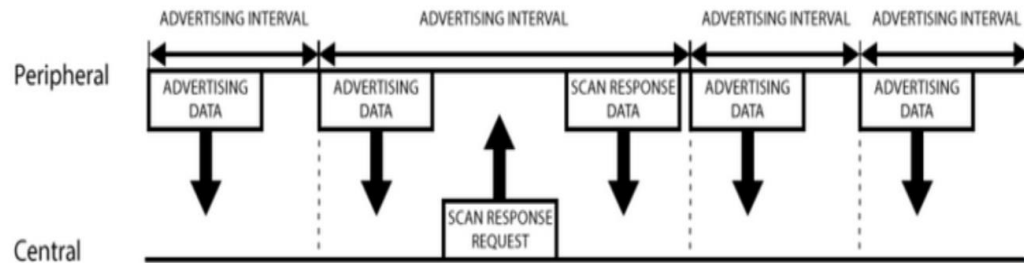 ADVERTISING INTERVAL
ADVERTISING INTERVAL
ADVERTISING INTERVAL
ADVERTISING INTERVAL
Peripheral
ADVERTISING
DATA
ADVERTISING
DATA
SCAN RESPONSE
DATA
ADVERTISING
DATA
ADVERTISING
DATA
SCAN RESPONSE
REQUEST
Central